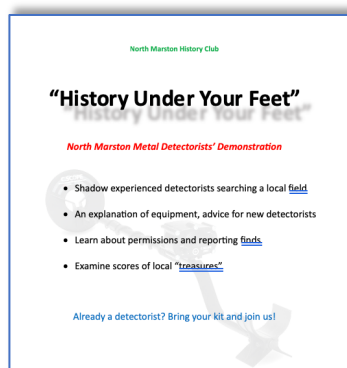 North Marston History Club
“History Under Your Feet”
North Marston Metal Detectorists’ Demonstration
• Shadow experienced detectorists searching a local field
• An explanation of equipment, advice for new detectorists
• Learn about permissions and reporting finds
• Examine scores of local “treasures”
Already a detectorist? Bring your kit and join us!